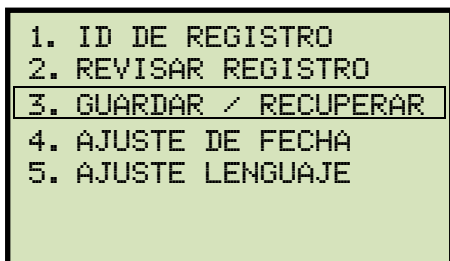 1. ID DE REGISTRO
2. REVISAR REGISTRO
3. GUARDAR / RECUPERAR
4. AJUSTE DE FECHA
5. AJUSTE LENGUAJE